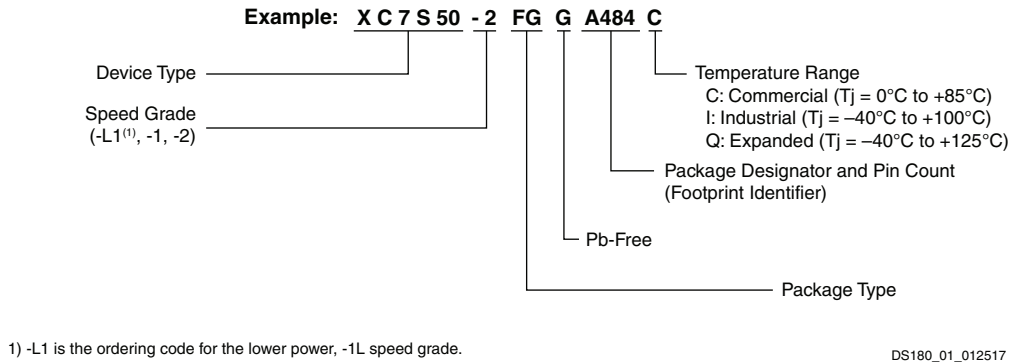 Example: X C 7 S 50 - 2 FG G A484 C
Device Type
Speed Grade
(-L1(1), -1, -2)
Temperature Range
C: Commercial (Tj = 0°C to +85°C)
I: Industrial (Tj = –40°C to +100°C)
Q: Expanded (Tj = –40°C to +125°C)
Package Designator and Pin Count
(Footprint Identifier)
Pb-Free
Package Type
1) -L1 is the ordering code for the lower power, -1L speed grade.
DS180_01_012517